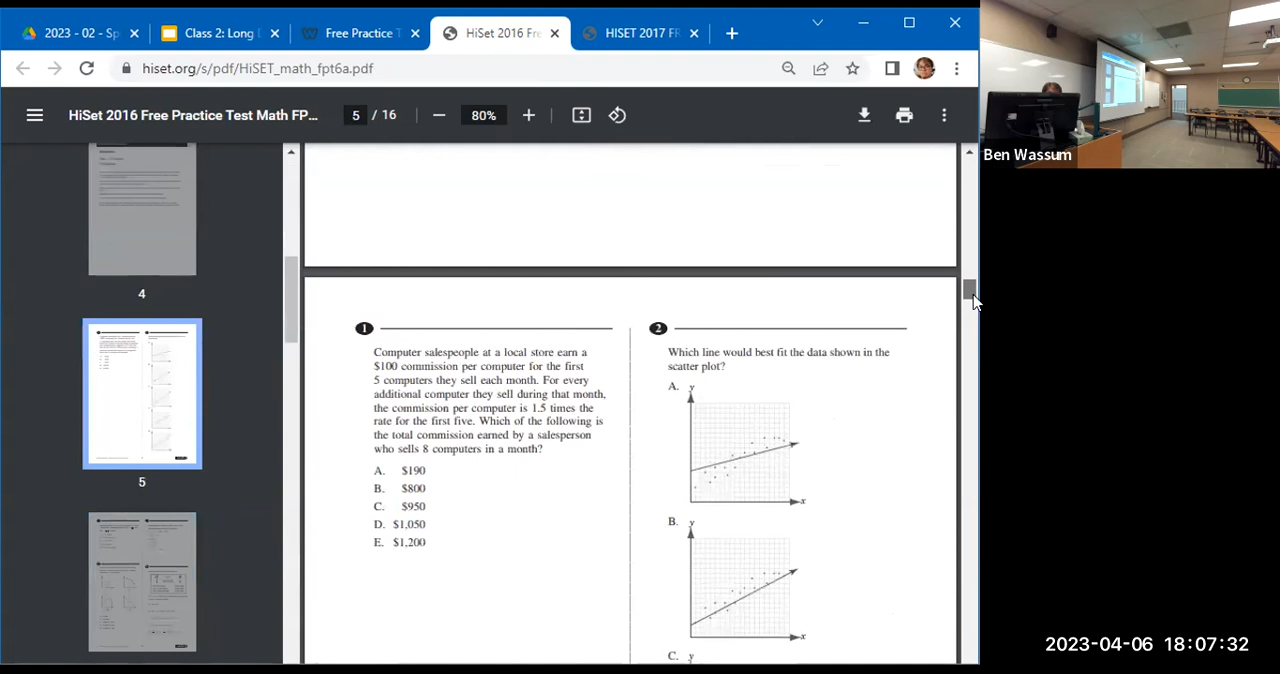 2023 - 02 - Sp
Class 2: Long
Free Practice T
HiSet 2016 Fre
HISET 2017 FR
hiset.org/s/pdf/HiSET_math_fpt6a.pdf
HiSet 2016 Free Practice Test Math FP...
5 / 16
80%
Ben Wassum
4
5
1
Computer salespeople at a local store earn a
$100 commission per computer for the first
5 computers they sell each month. For every
additional computer they sell during that month,
the commission per computer is 1.5 times the
rate for the first five. Which of the following is
the total commission earned by a salesperson
who sells 8 computers in a month?
A. $190
B. $800
C. $950
D. $1,050
E. $1,200
2
Which line would best fit the data shown in the
scatter plot?
A. y
x
B. y
x
C. y
2023-04-06 18:07:32